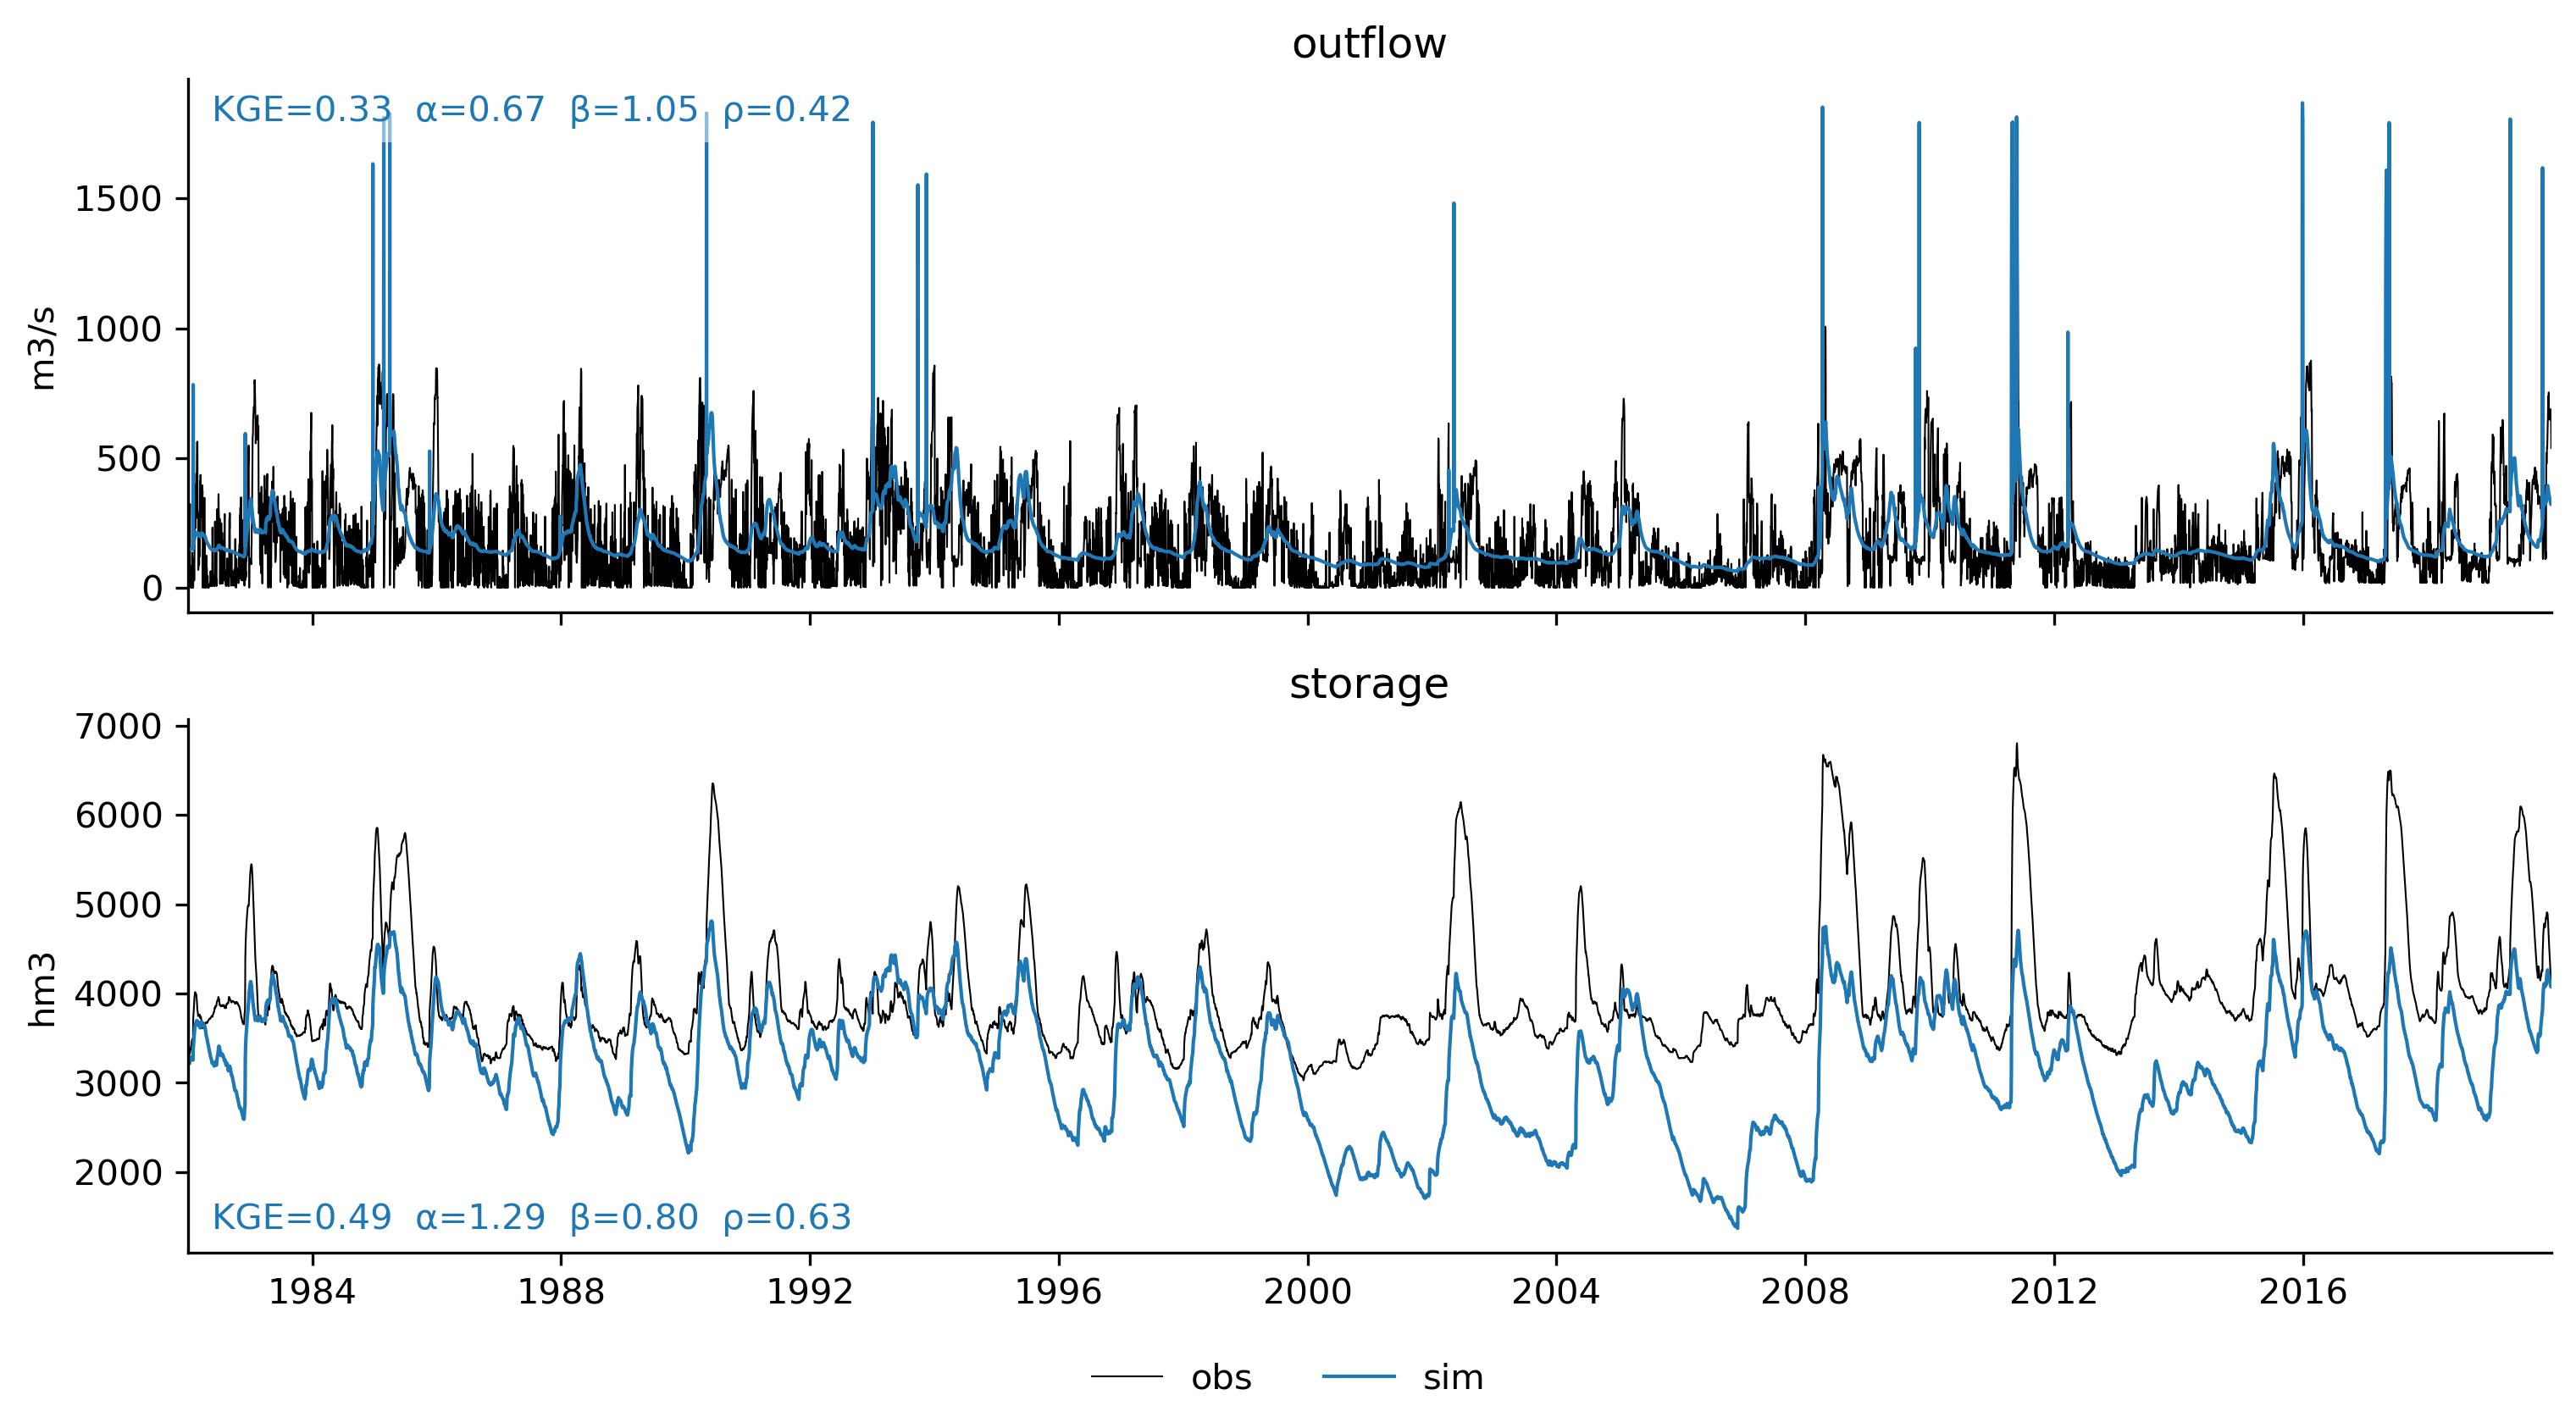 outflow
KGE=0.33 α=0.67 β=1.05 ρ=0.42
m3/s
1500
1000
500
0
storage
hm3
7000
6000
5000
4000
3000
2000
KGE=0.49 α=1.29 β=0.80 ρ=0.63
1984 1988 1992 1996 2000 2004 2008 2012 2016
obs sim